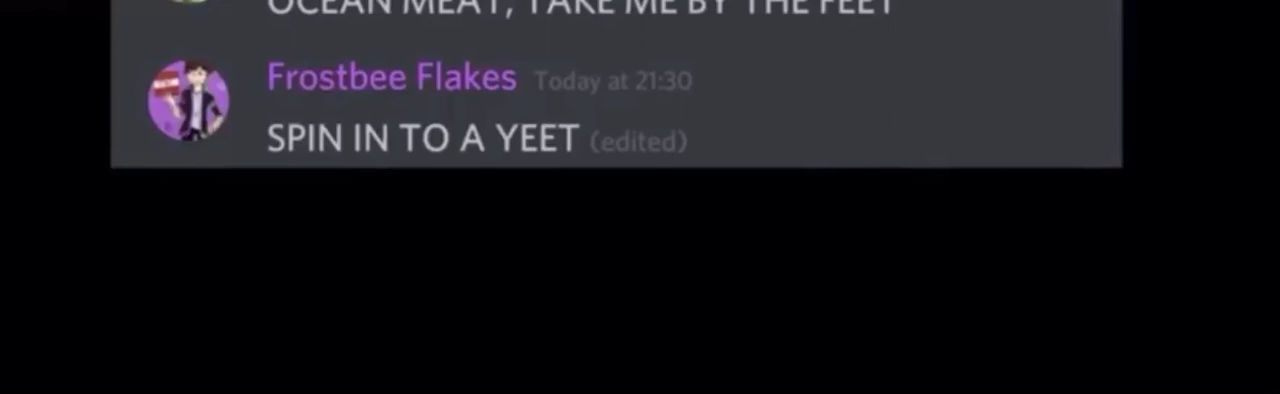 OCEAN MEAT, TAKE ME BY THE FEET
Frostbee Flakes Today at 21:30
SPIN IN TO A YEET (edited)